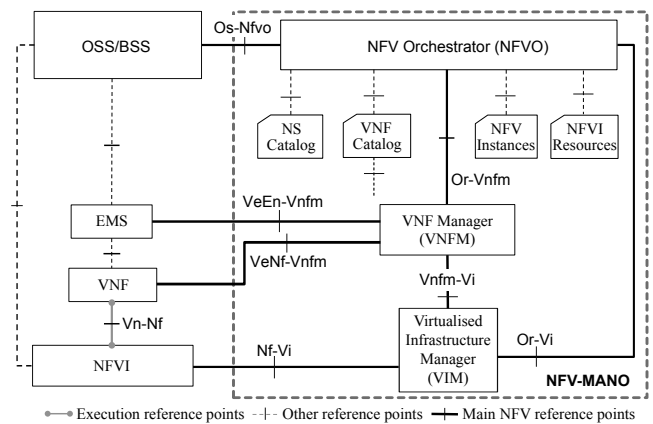 Os-Nfvo
OSS/BSS
NFV Orchestrator (NFVO)
NS
Catalog
VNF
Catalog
NFV
Instances
NFVI
Resources
Or-Vnfm
VeEn-Vnfm
EMS
VNF Manager
(VNFM)
VeNf-Vnfm
VNF
Vnfm-Vi
Vn-Nf
Virtualised
Infrastructure
Manager
(VIM)
Or-Vi
Nf-Vi
NFVI
NFV-MANO
Execution reference points
Other reference points
Main NFV reference points